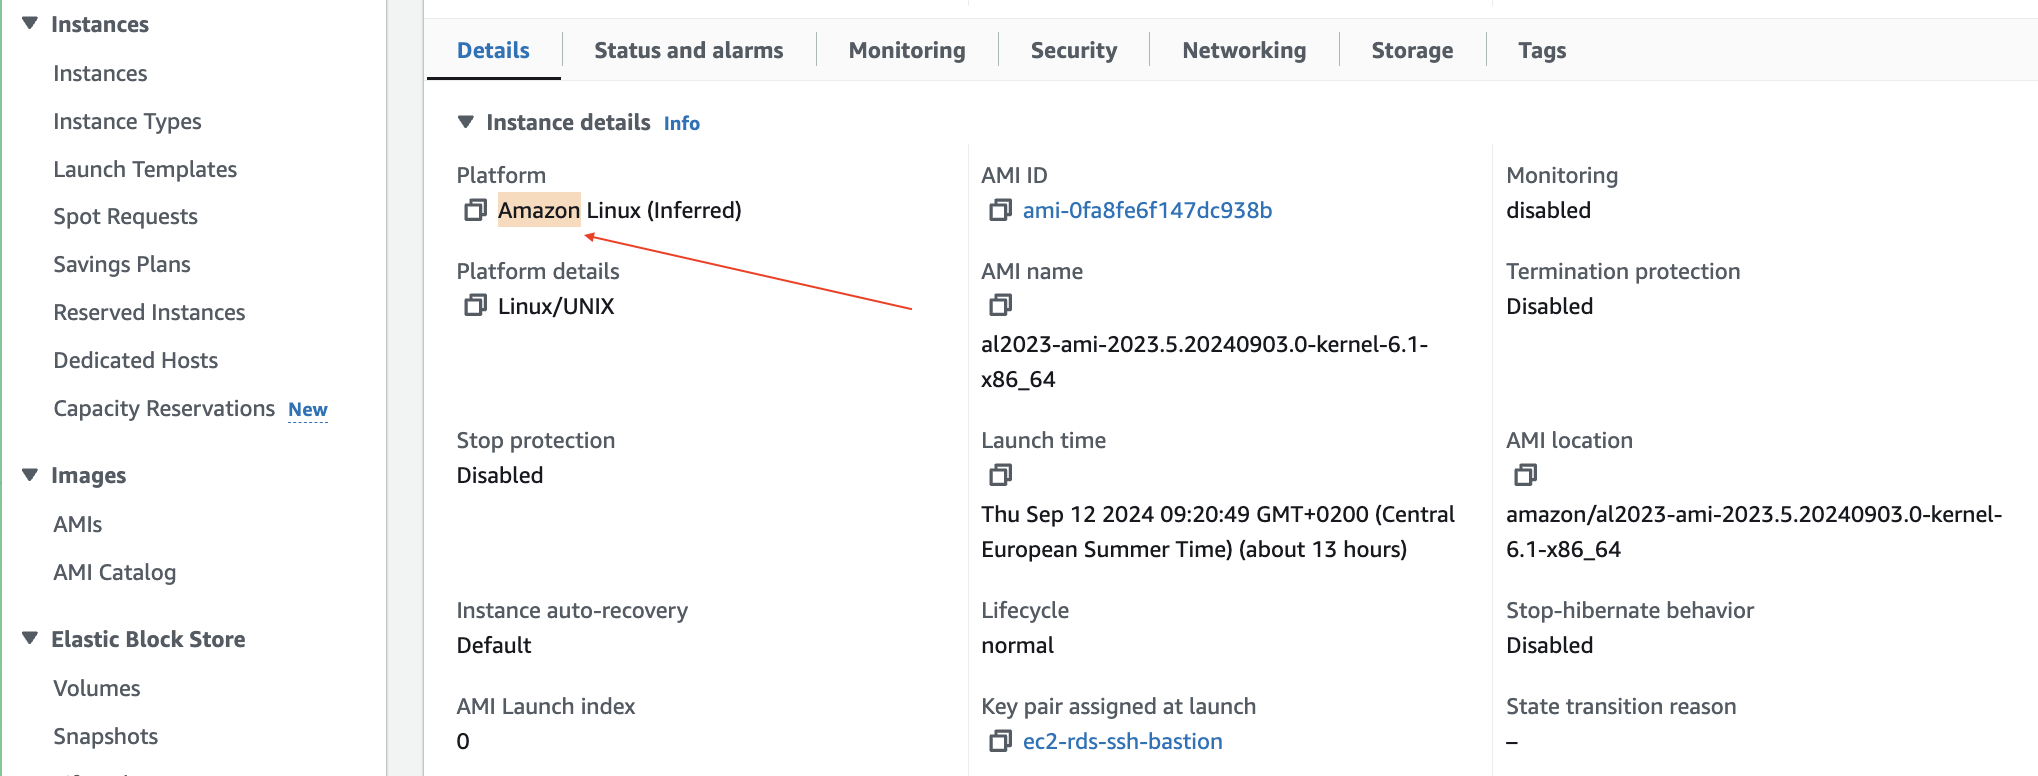 Instances
Instances
Instance Types
Launch Templates
Spot Requests
Savings Plans
Reserved Instances
Dedicated Hosts
Capacity Reservations New
Images
AMIs
AMI Catalog
Elastic Block Store
Volumes
Snapshots
Details
Status and alarms
Monitoring
Security
Networking
Storage
Tags
Instance details Info
Platform
Amazon Linux (Inferred)
AMI ID
ami-0fa8fe6f147dc938b
Monitoring
disabled
Platform details
Linux/UNIX
AMI name
al2023-ami-2023.5.20240903.0-kernel-6.1-
x86_64
Termination protection
Disabled
Stop protection
Disabled
Launch time
Thu Sep 12 2024 09:20:49 GMT+0200 (Central
European Summer Time) (about 13 hours)
AMI location
amazon/al2023-ami-2023.5.20240903.0-kernel-
6.1-x86_64
Instance auto-recovery
Default
Lifecycle
normal
Stop-hibernate behavior
Disabled
AMI Launch index
0
Key pair assigned at launch
ec2-rds-ssh-bastion
State transition reason
–